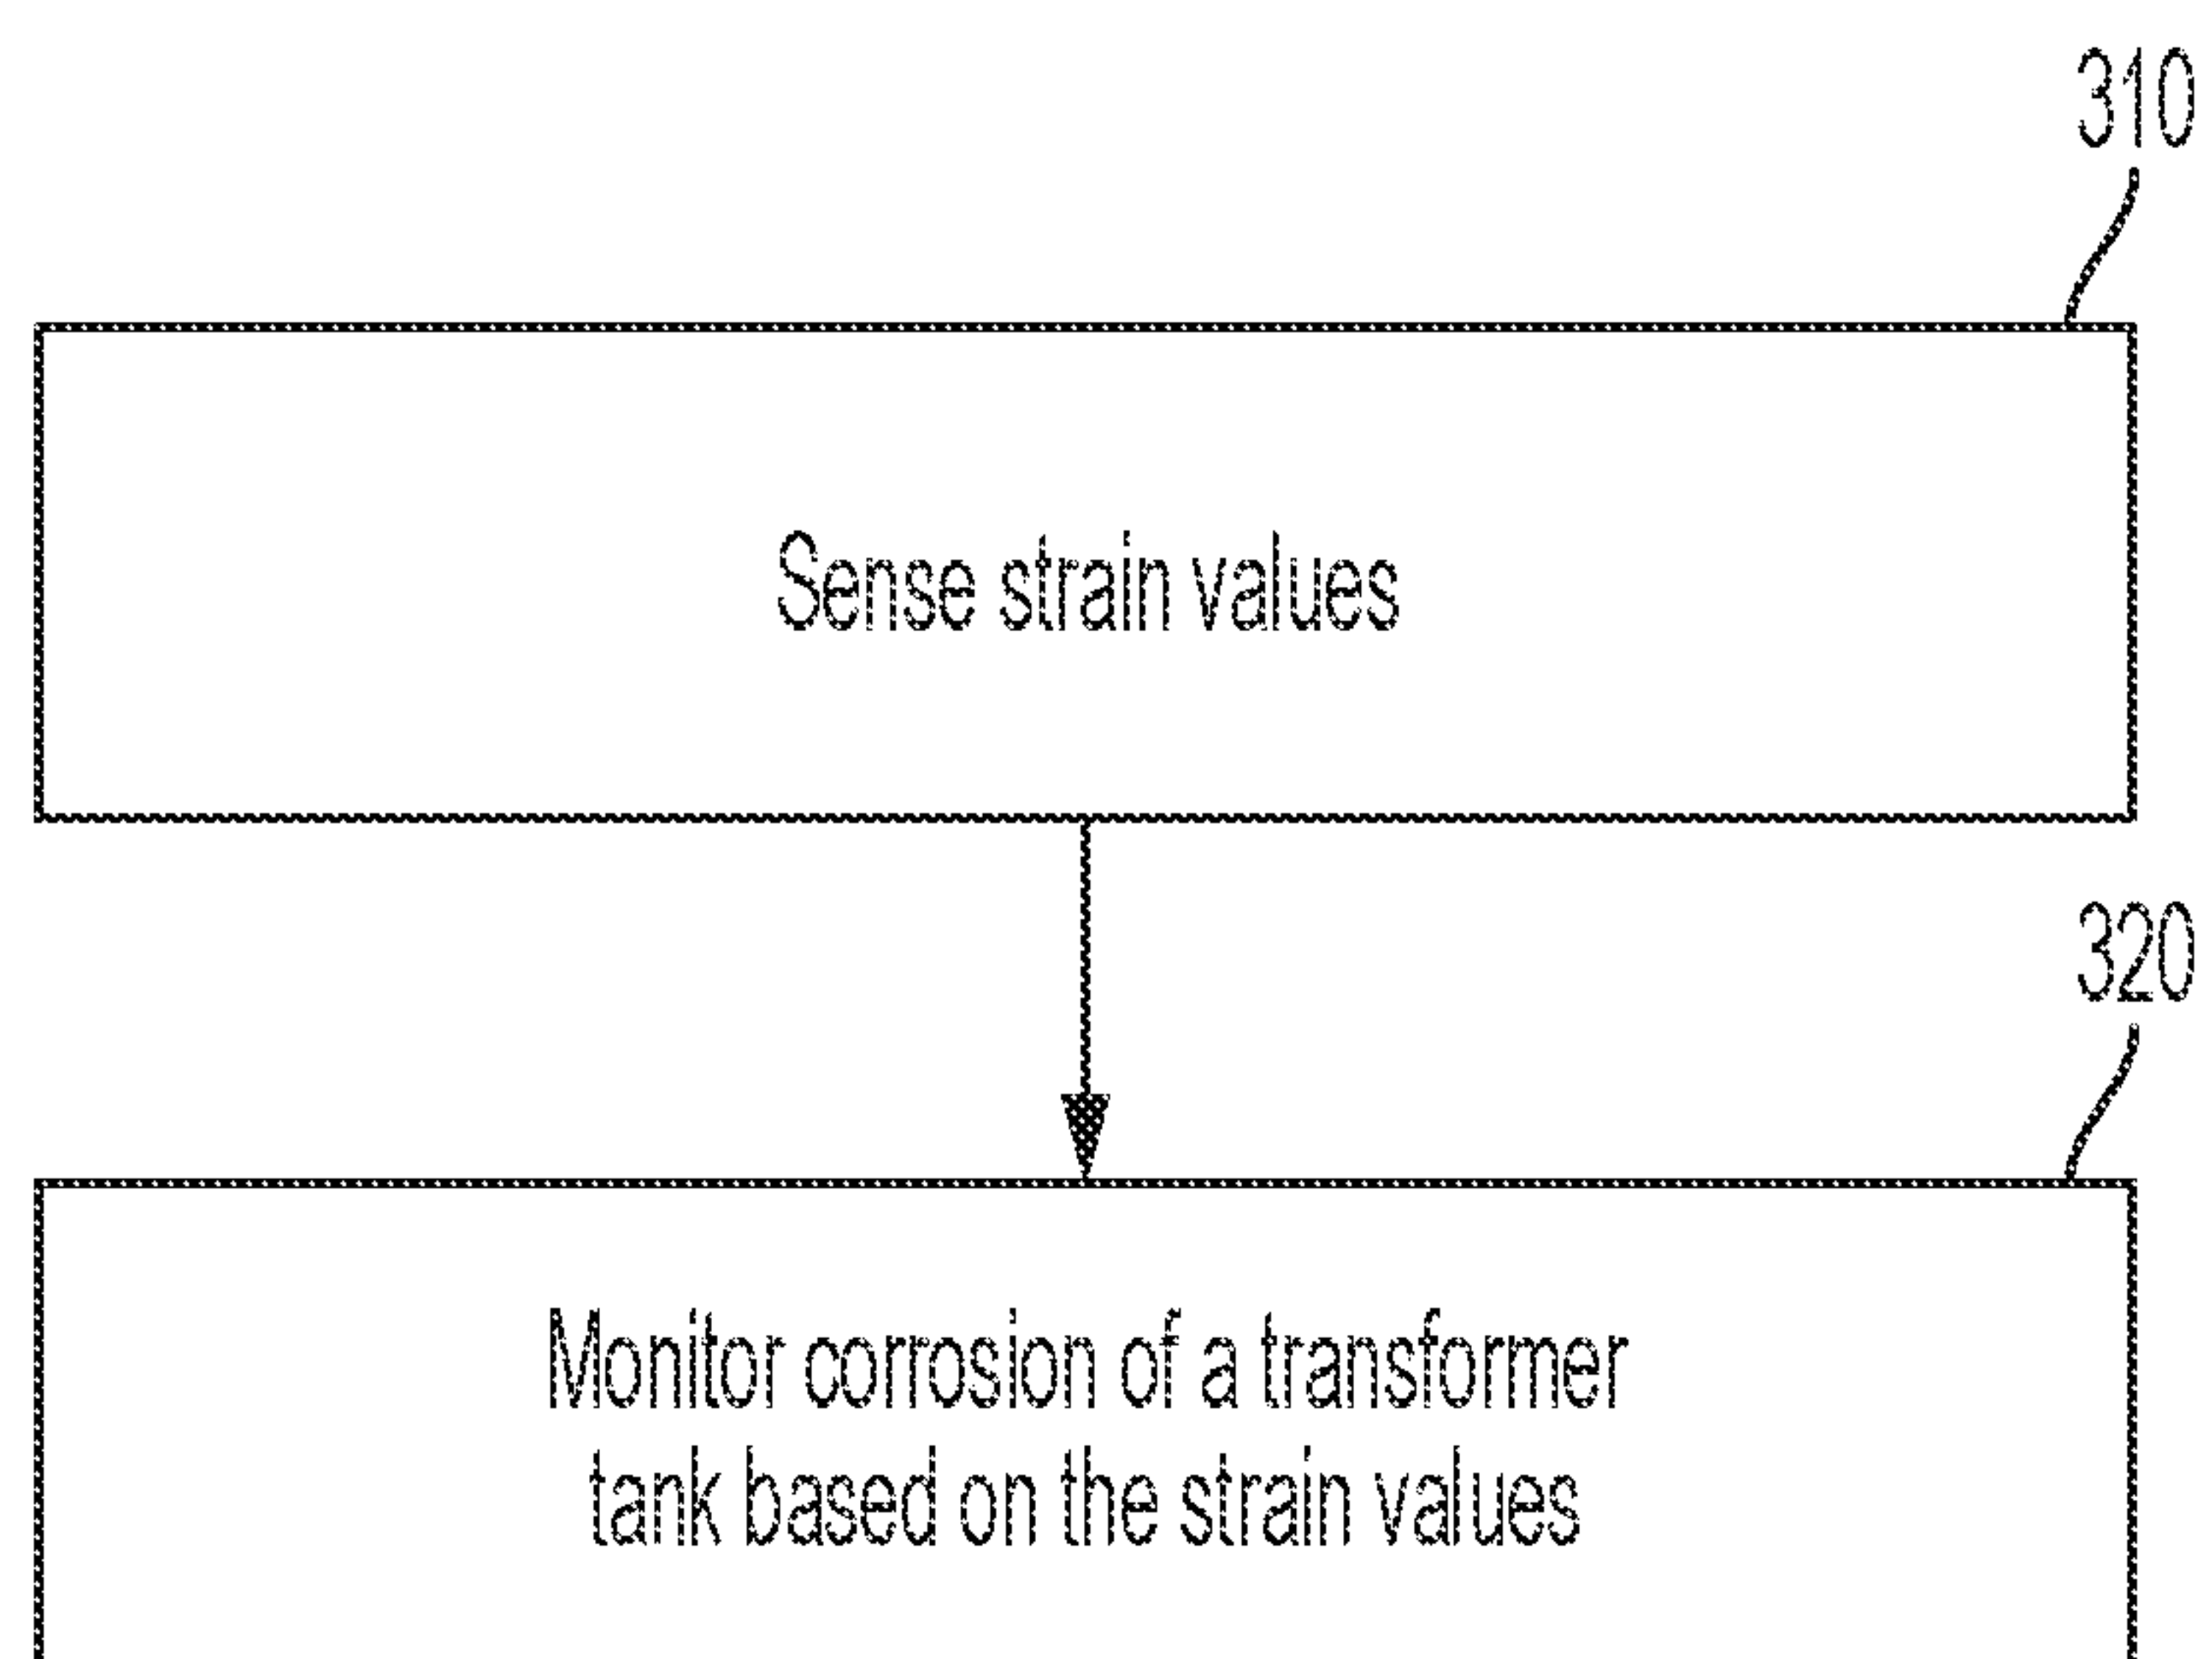 310
Sense strain values
320
Monitor corrosion of a transformer
tank based on the strain values